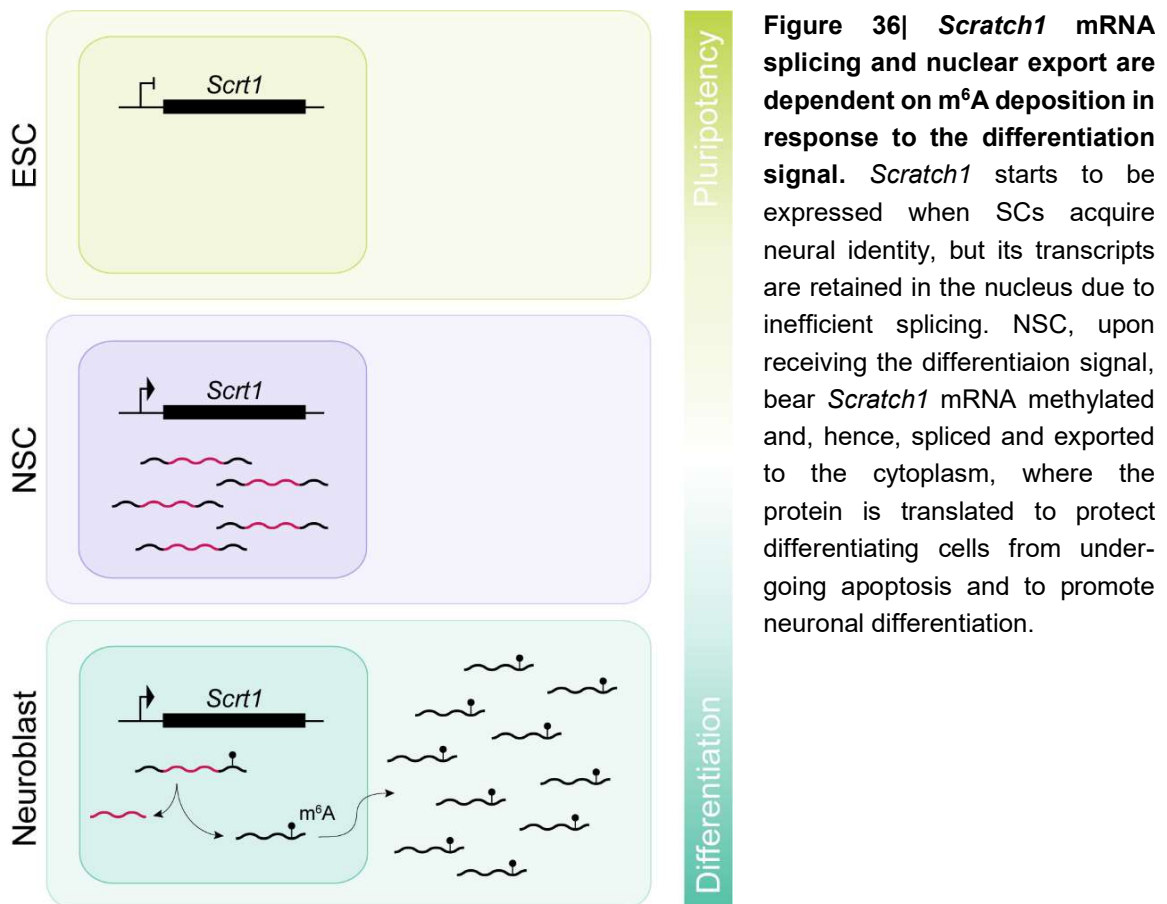 ESC
Scrt1
NSC
Scrt1
Neuroblast
Scrt1
m⁶A
Pluripotency
Differentiation
Figure 36| Scratch1 mRNA
splicing and nuclear export are
dependent on m⁶A deposition in
response to the differentiation
signal. Scratch1 starts to be
expressed when SCs acquire
neural identity, but its transcripts
are retained in the nucleus due to
inefficient splicing. NSC, upon
receiving the differentiaion signal,
bear Scratch1 mRNA methylated
and, hence, spliced and exported
to the cytoplasm, where the
protein is translated to protect
differentiating cells from under-
going apoptosis and to promote
neuronal differentiation.